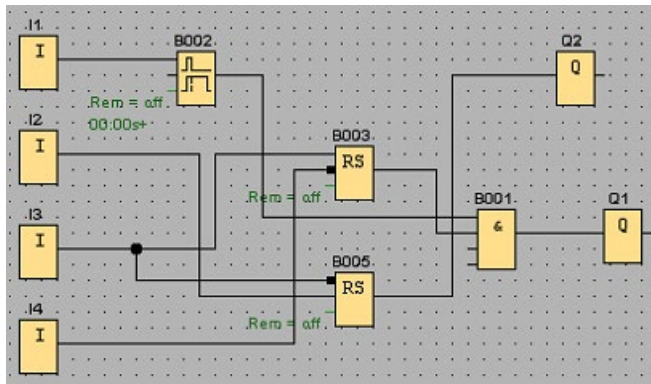 I1
I
B002
Rem = off
00:00s+
Q2
Q
I2
I
B003
RS
Rem = off
B001
&
Q1
Q
I3
I
B005
RS
Rem = off
I4
I